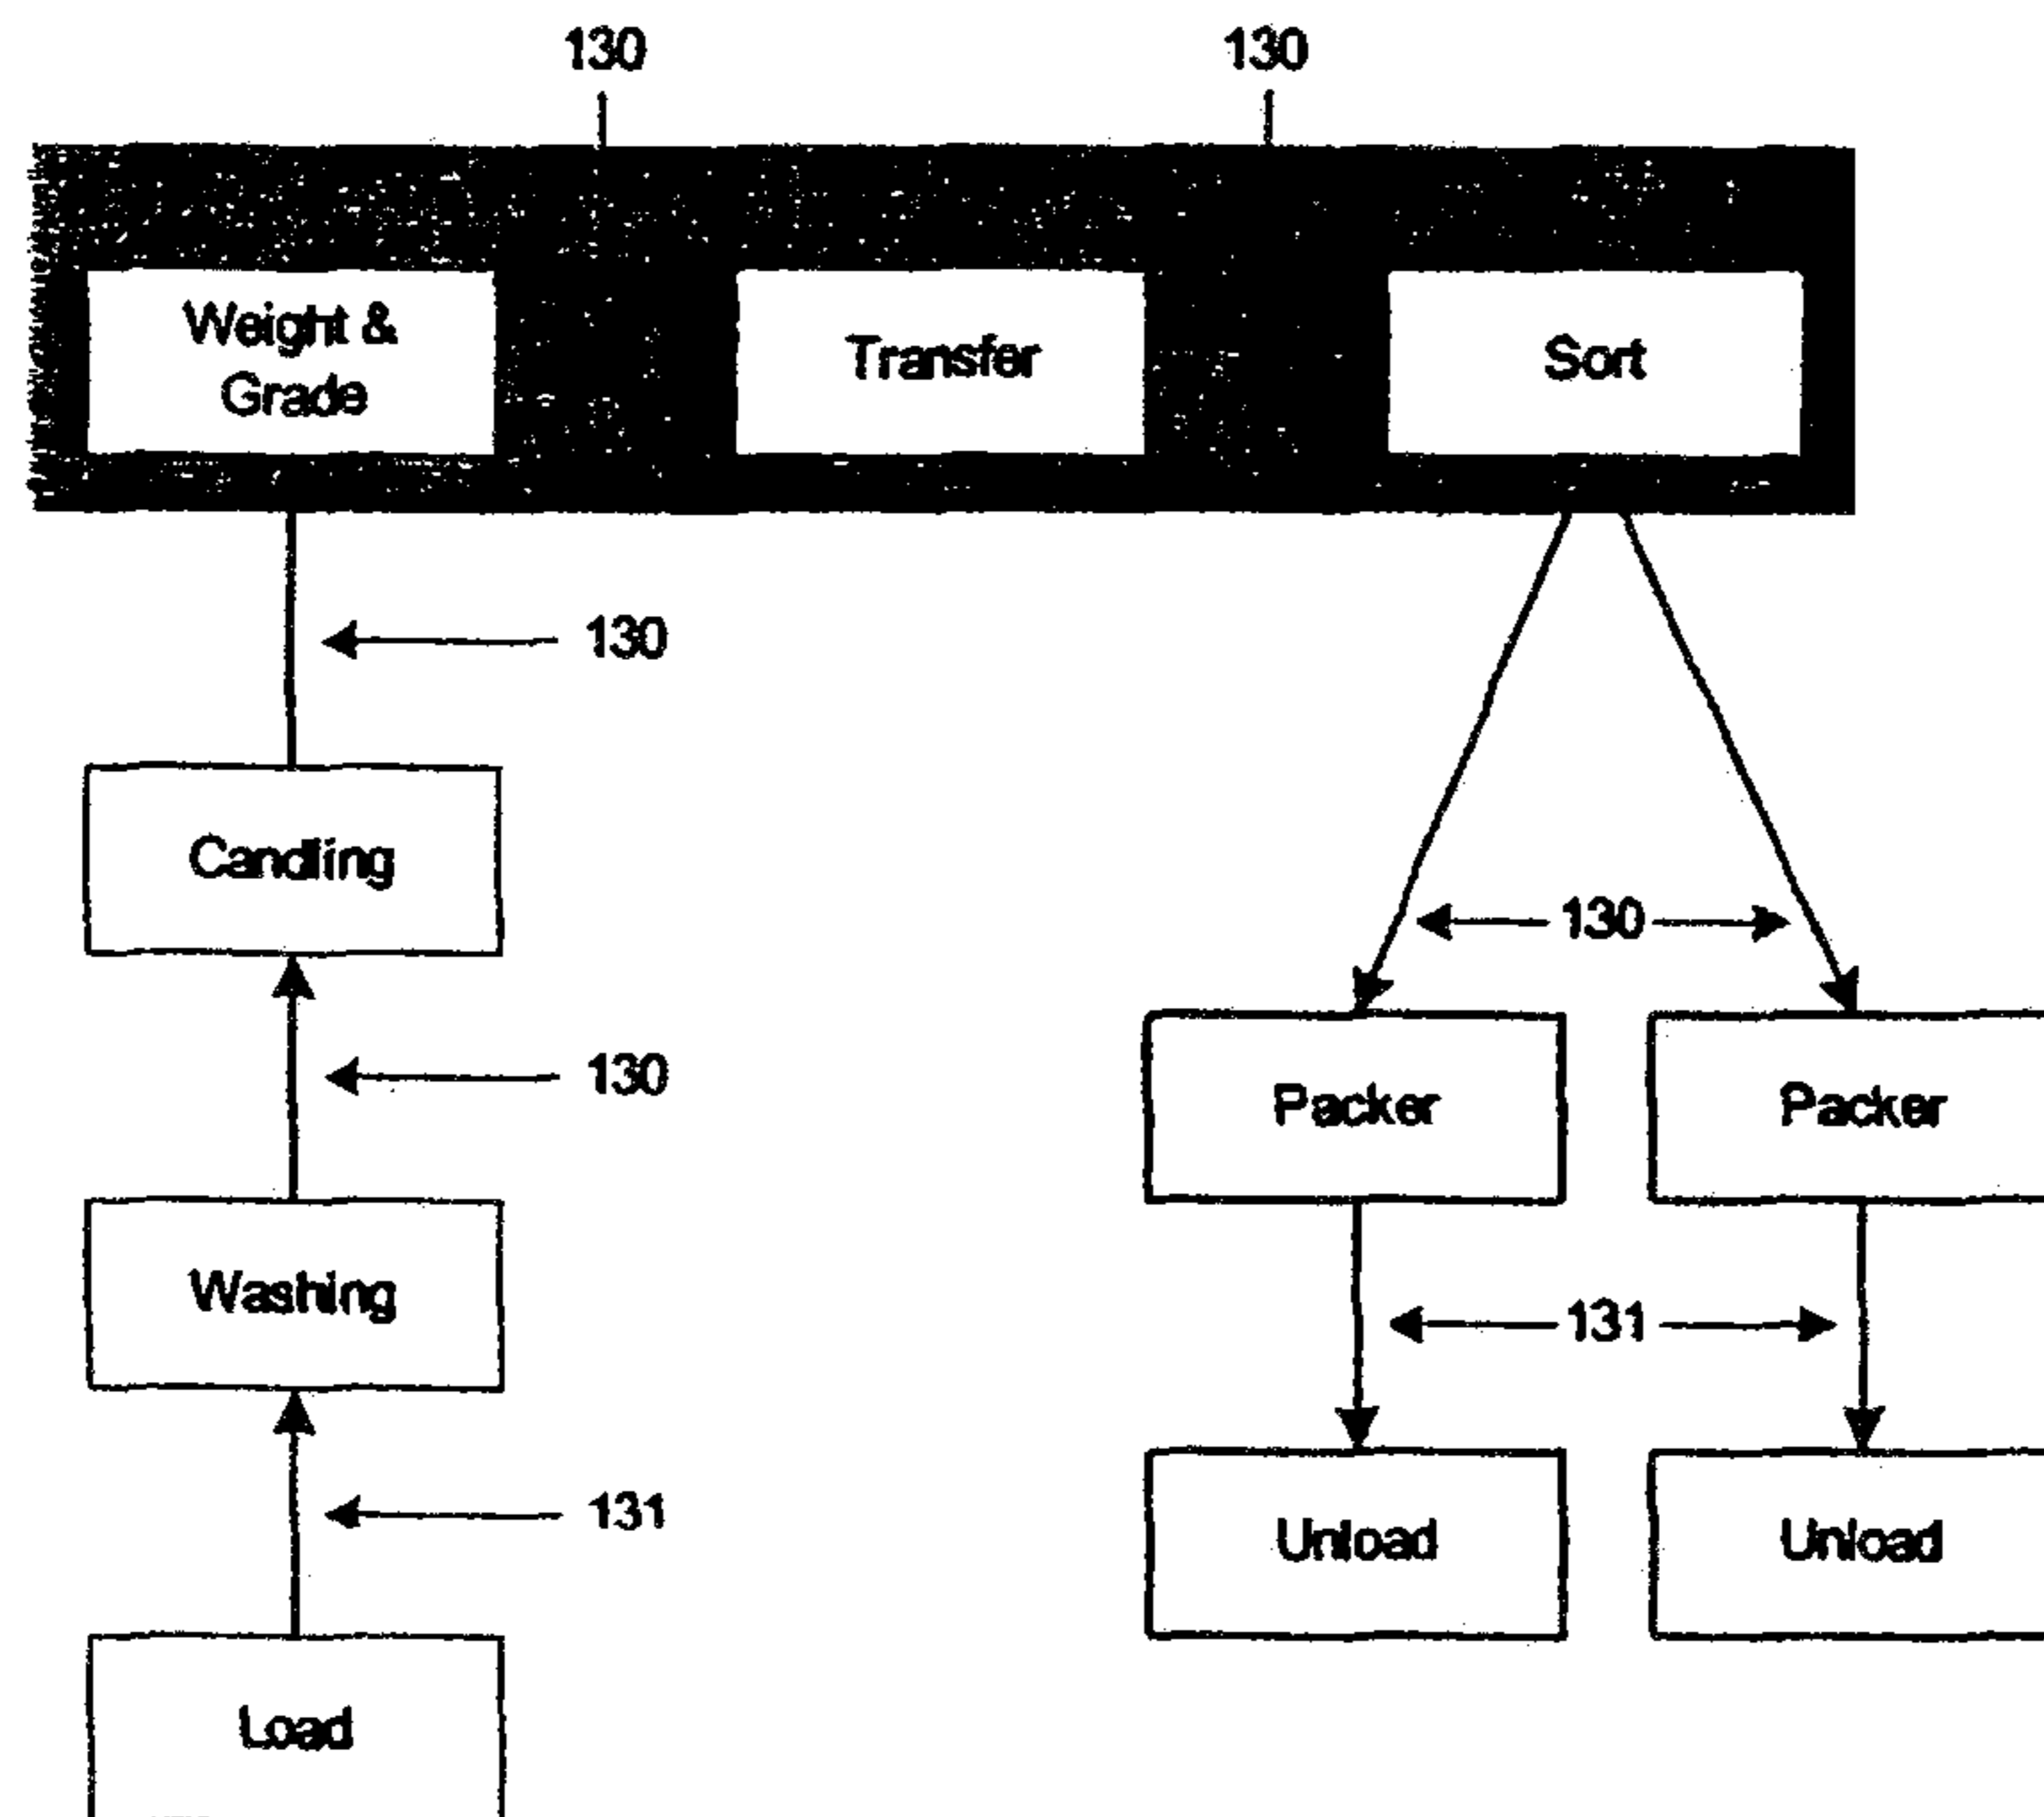 130
130
Weight &
Grade
Transfer
Sort
130
Candling
130
130
Packer
Packer
Washing
131
131
Unload
Unload
Load